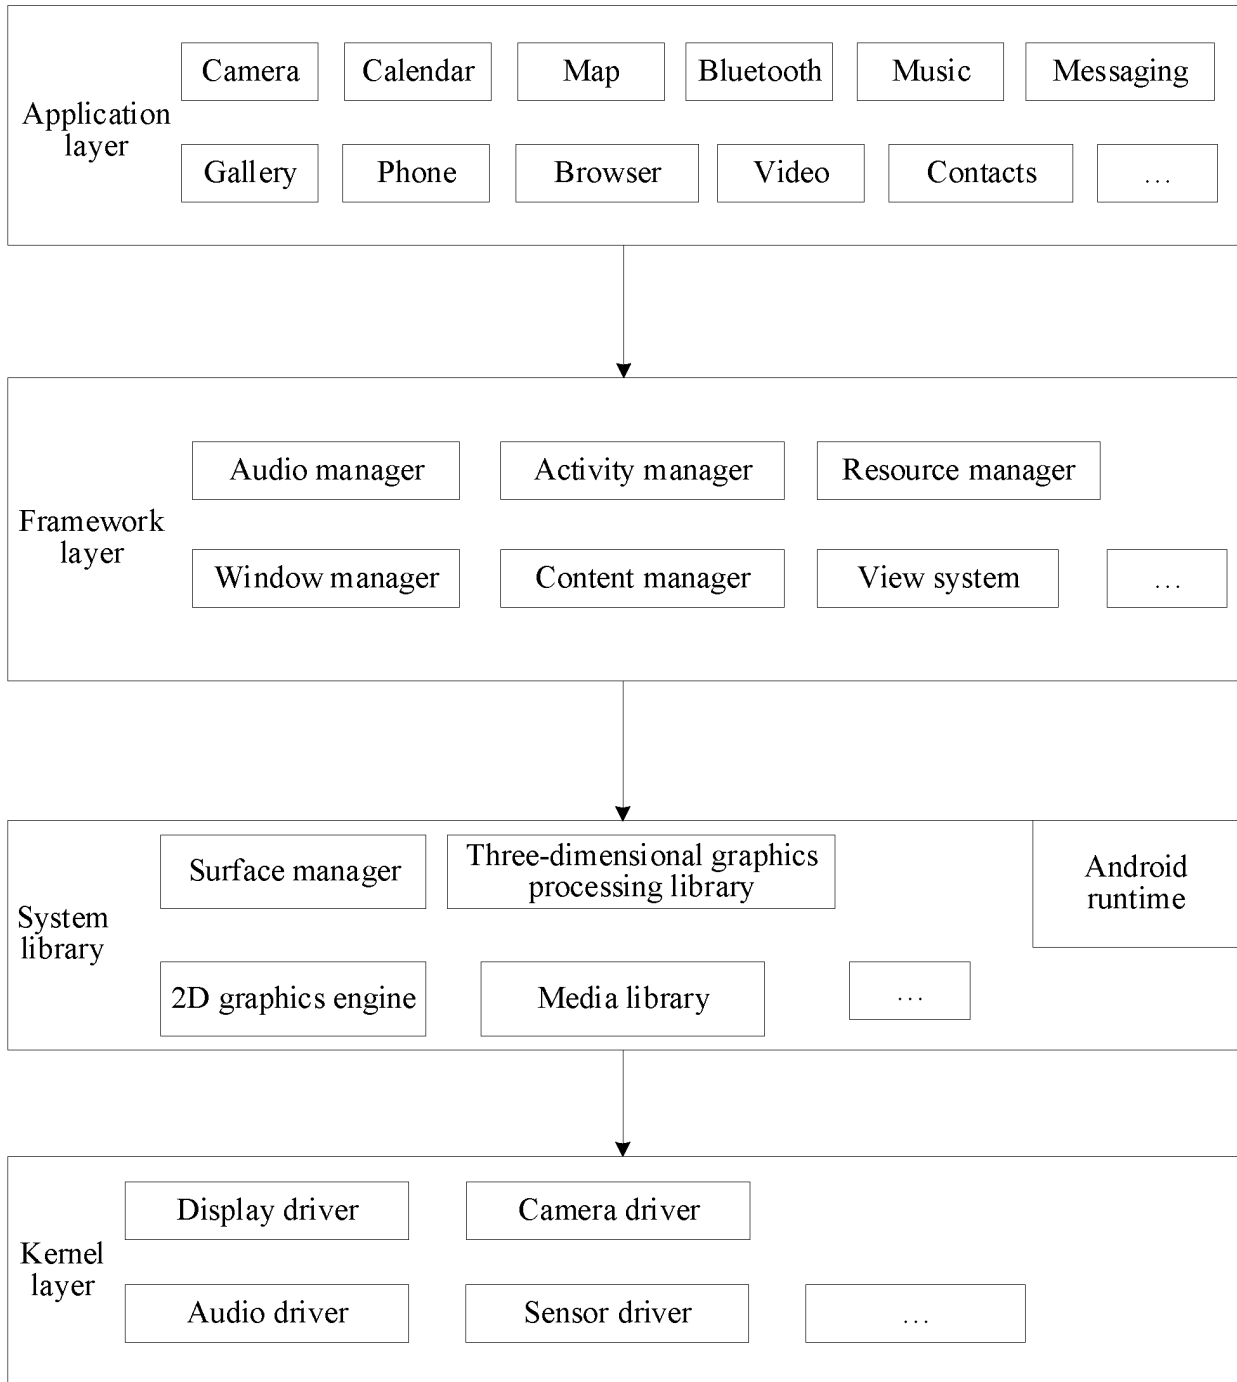 Application
layer
Camera
Calendar
Map
Bluetooth
Music
Messaging
Gallery
Phone
Browser
Video
Contacts
...
Framework
layer
Audio manager
Activity manager
Resource manager
Window manager
Content manager
View system
...
System
library
Surface manager
Three-dimensional graphics
processing library
Android
runtime
2D graphics engine
Media library
...
Kernel
layer
Display driver
Camera driver
Audio driver
Sensor driver
...